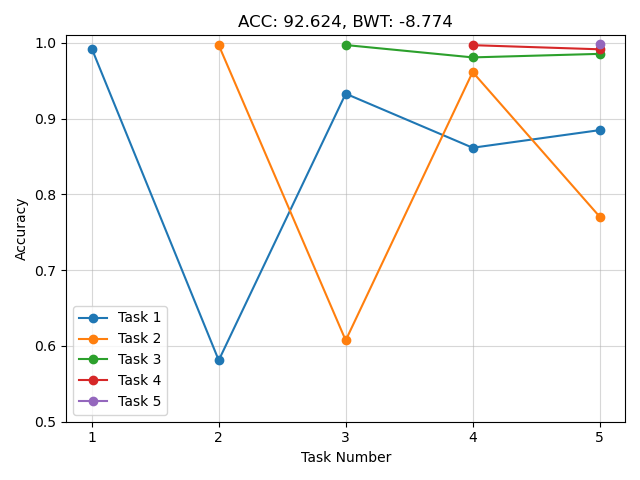 ACC: 92.624, BWT: -8.774
1.0
0.9
0.8
0.7
0.6
0.5
Accuracy
Task 1
Task 2
Task 3
Task 4
Task 5
1 2 3 4 5
Task Number